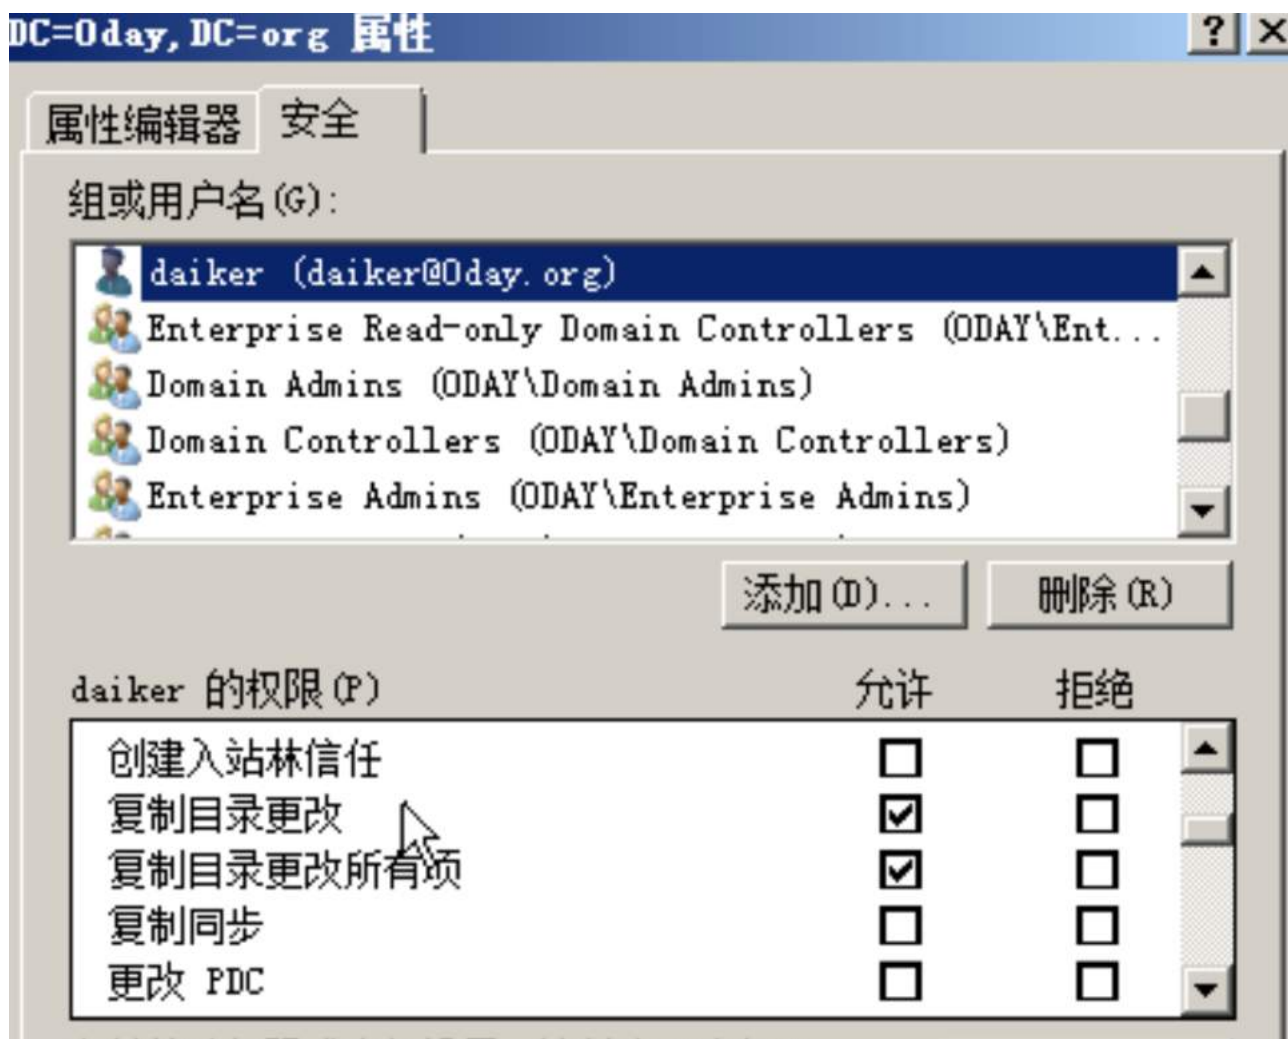 DC=0day,DC=org 属性
属性编辑器 安全
组或用户名(G):
daiker (daiker@0day.org)
Enterprise Read-only Domain Controllers (0DAY\Ent...
Domain Admins (0DAY\Domain Admins)
Domain Controllers (0DAY\Domain Controllers)
Enterprise Admins (0DAY\Enterprise Admins)
添加(D)... 删除(R)
daiker 的权限(P) 允许 拒绝
创建入站林信任
复制目录更改
复制目录更改所有项
复制同步
更改 PDC